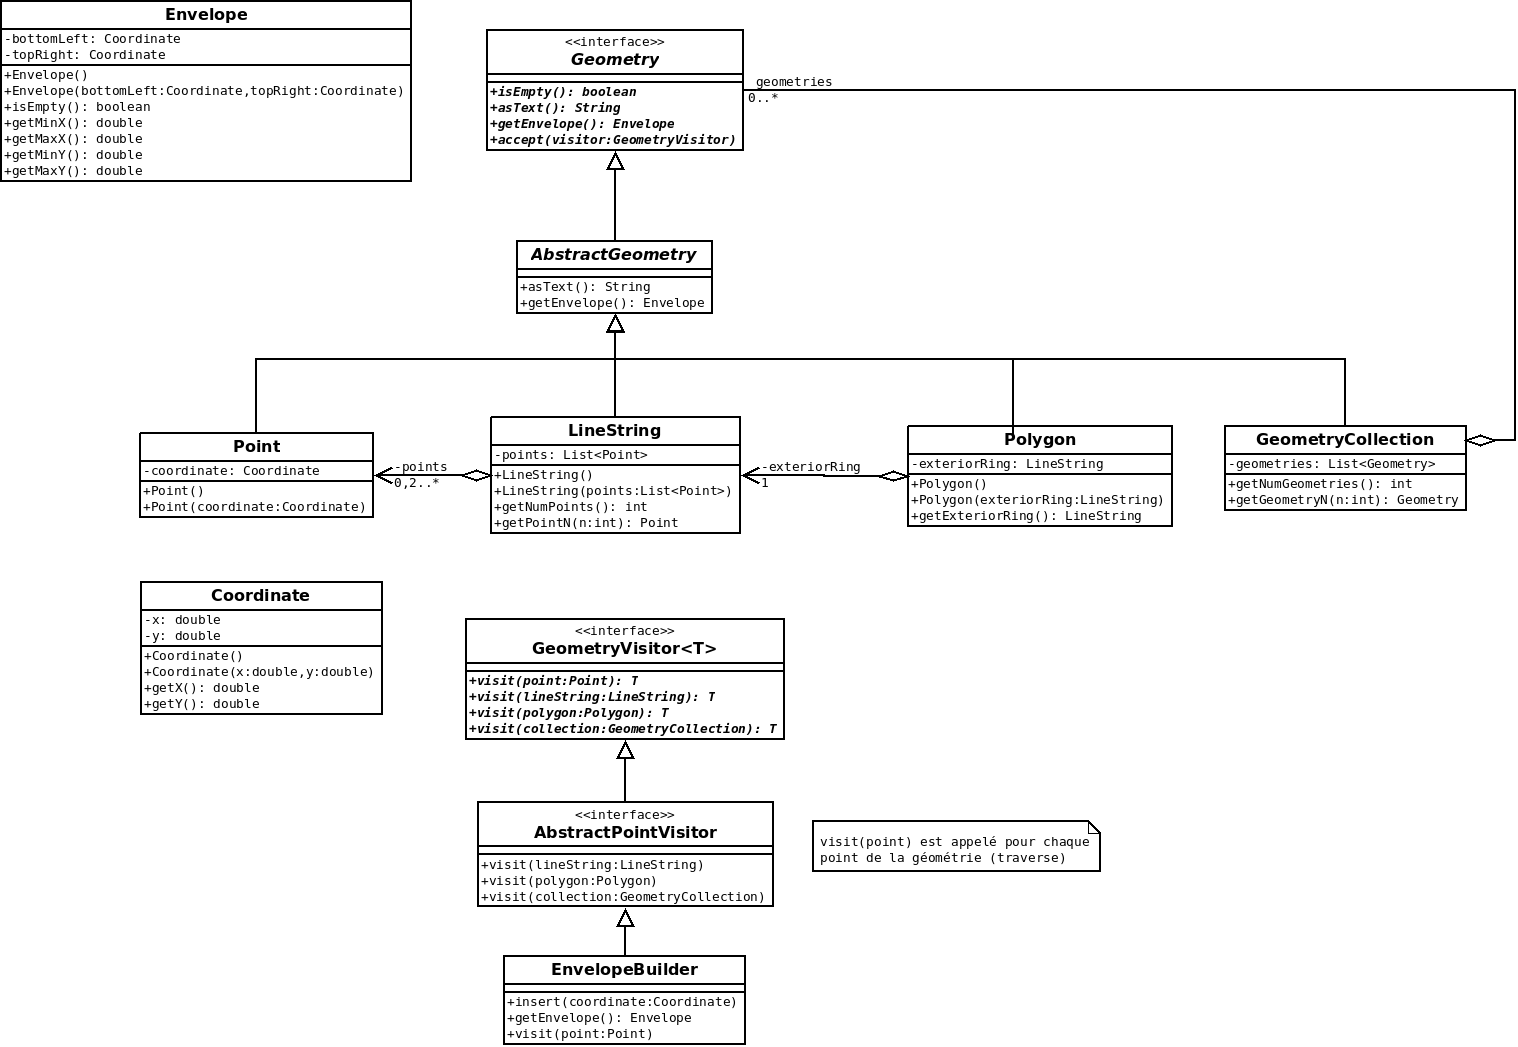 Envelope
-bottomLeft: Coordinate
-topRight: Coordinate
+Envelope()
+Envelope(bottomLeft:Coordinate,topRight:Coordinate)
+isEmpty(): boolean
+getMinX(): double
+getMaxX(): double
+getMinY(): double
+getMaxY(): double
<<interface>>
Geometry
+isEmpty(): boolean
+asText(): String
+getEnvelope(): Envelope
+accept(visitor:GeometryVisitor)
geometries
0..*
AbstractGeometry
+asText(): String
+getEnvelope(): Envelope
Point
-coordinate: Coordinate
+Point()
+Point(coordinate:Coordinate)
-points
0,2..*
LineString
-points: List<Point>
+LineString()
+LineString(points:List<Point>)
+getNumPoints(): int
+getPointN(n:int): Point
-exteriorRing
1
Polygon
-exteriorRing: LineString
+Polygon()
+Polygon(exteriorRing:LineString)
+getExteriorRing(): LineString
GeometryCollection
-geometries: List<Geometry>
+getNumGeometries(): int
+getGeometryN(n:int): Geometry
Coordinate
-x: double
-y: double
+Coordinate()
+Coordinate(x:double,y:double)
+getX(): double
+getY(): double
<<interface>>
GeometryVisitor<T>
+visit(point:Point): T
+visit(lineString:LineString): T
+visit(polygon:Polygon): T
+visit(collection:GeometryCollection): T
<<interface>>
AbstractPointVisitor
+visit(lineString:LineString)
+visit(polygon:Polygon)
+visit(collection:GeometryCollection)
visit(point) est appelé pour chaque
point de la géométrie (traverse)
EnvelopeBuilder
+insert(coordinate:Coordinate)
+getEnvelope(): Envelope
+visit(point:Point)